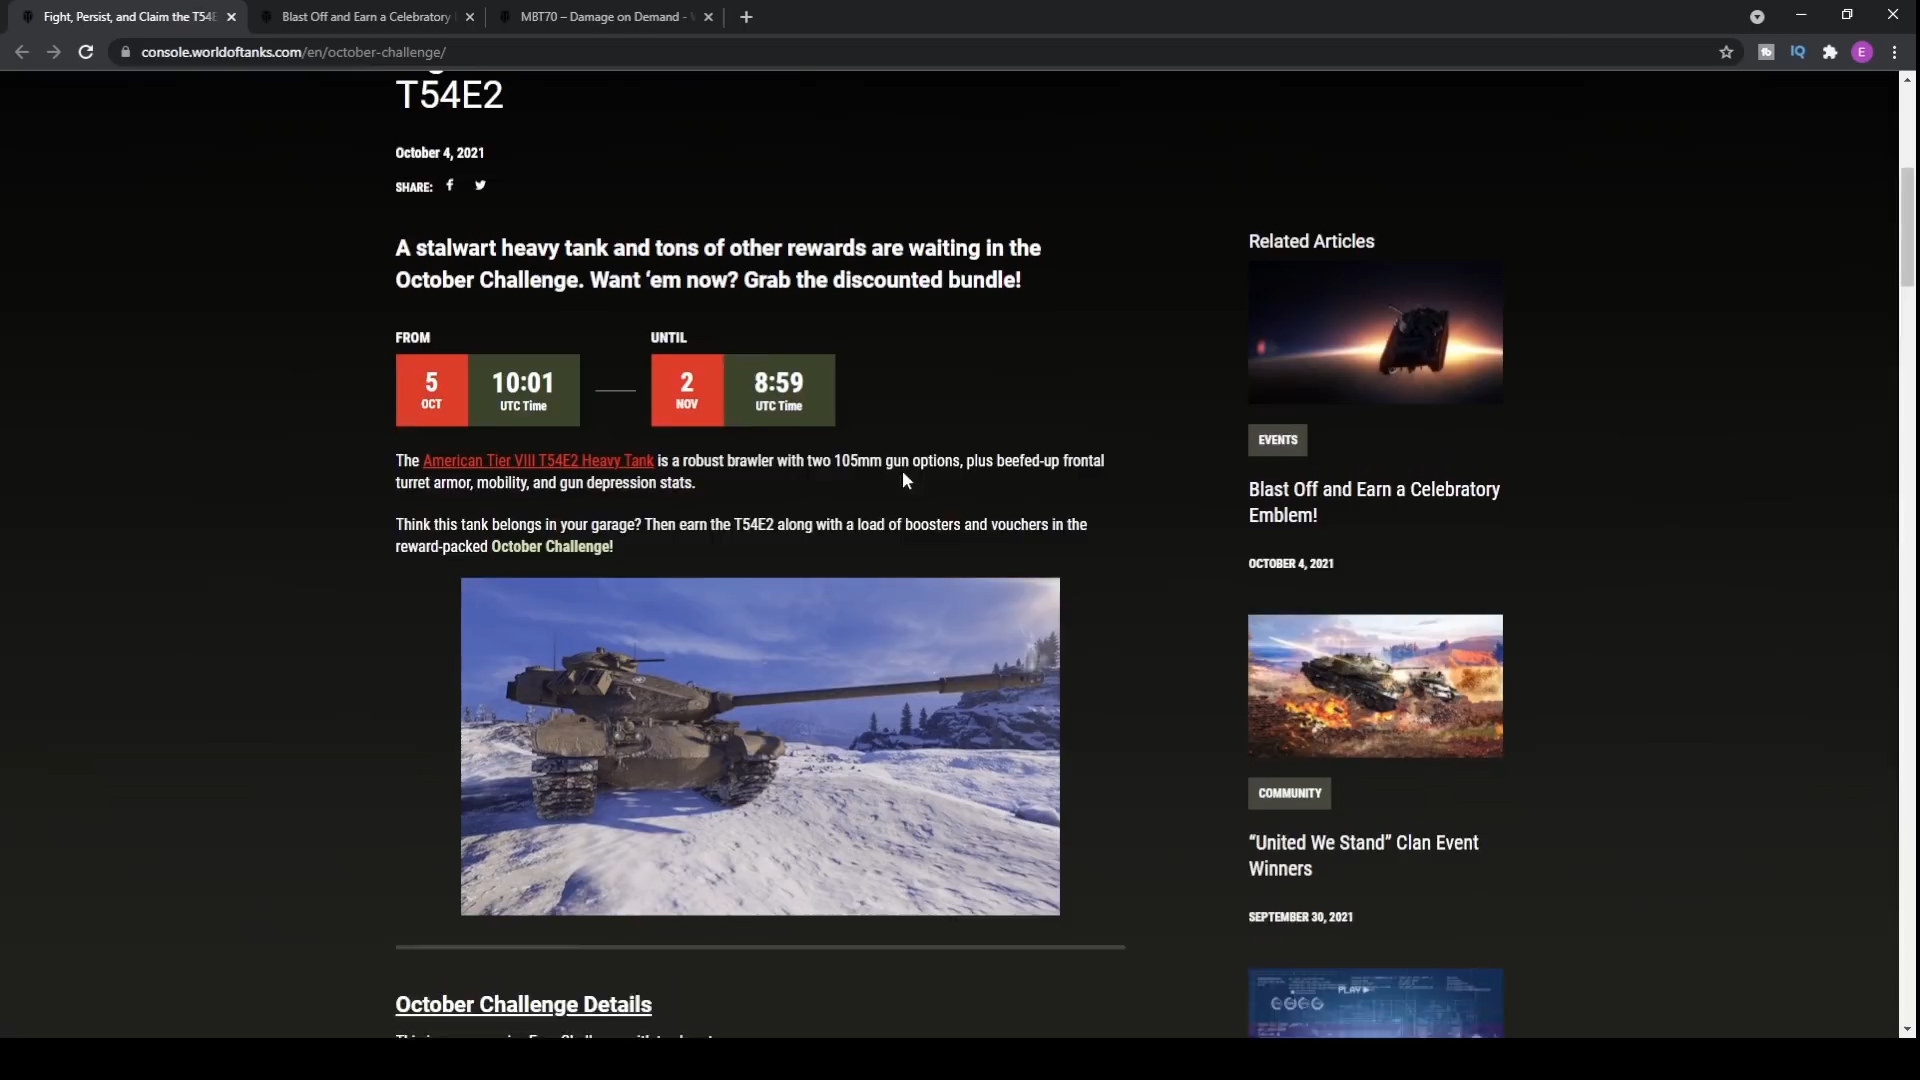 Fight, Persist, and Claim the T54E
Blast Off and Earn a Celebratory
MBT70 – Damage on Demand -
console.worldoftanks.com/en/october-challenge/
IQ
E
T54E2
October 4, 2021
SHARE:
A stalwart heavy tank and tons of other rewards are waiting in the
October Challenge. Want ‘em now? Grab the discounted bundle!
FROM
UNTIL
5
OCT
10:01
UTC Time
2
NOV
8:59
UTC Time
The American Tier VIII T54E2 Heavy Tank is a robust brawler with two 105mm gun options, plus beefed-up frontal
turret armor, mobility, and gun depression stats.
Think this tank belongs in your garage? Then earn the T54E2 along with a load of boosters and vouchers in the
reward-packed October Challenge!
October Challenge Details
Related Articles
EVENTS
Blast Off and Earn a Celebratory
Emblem!
OCTOBER 4, 2021
COMMUNITY
“United We Stand” Clan Event
Winners
SEPTEMBER 30, 2021
PLAY